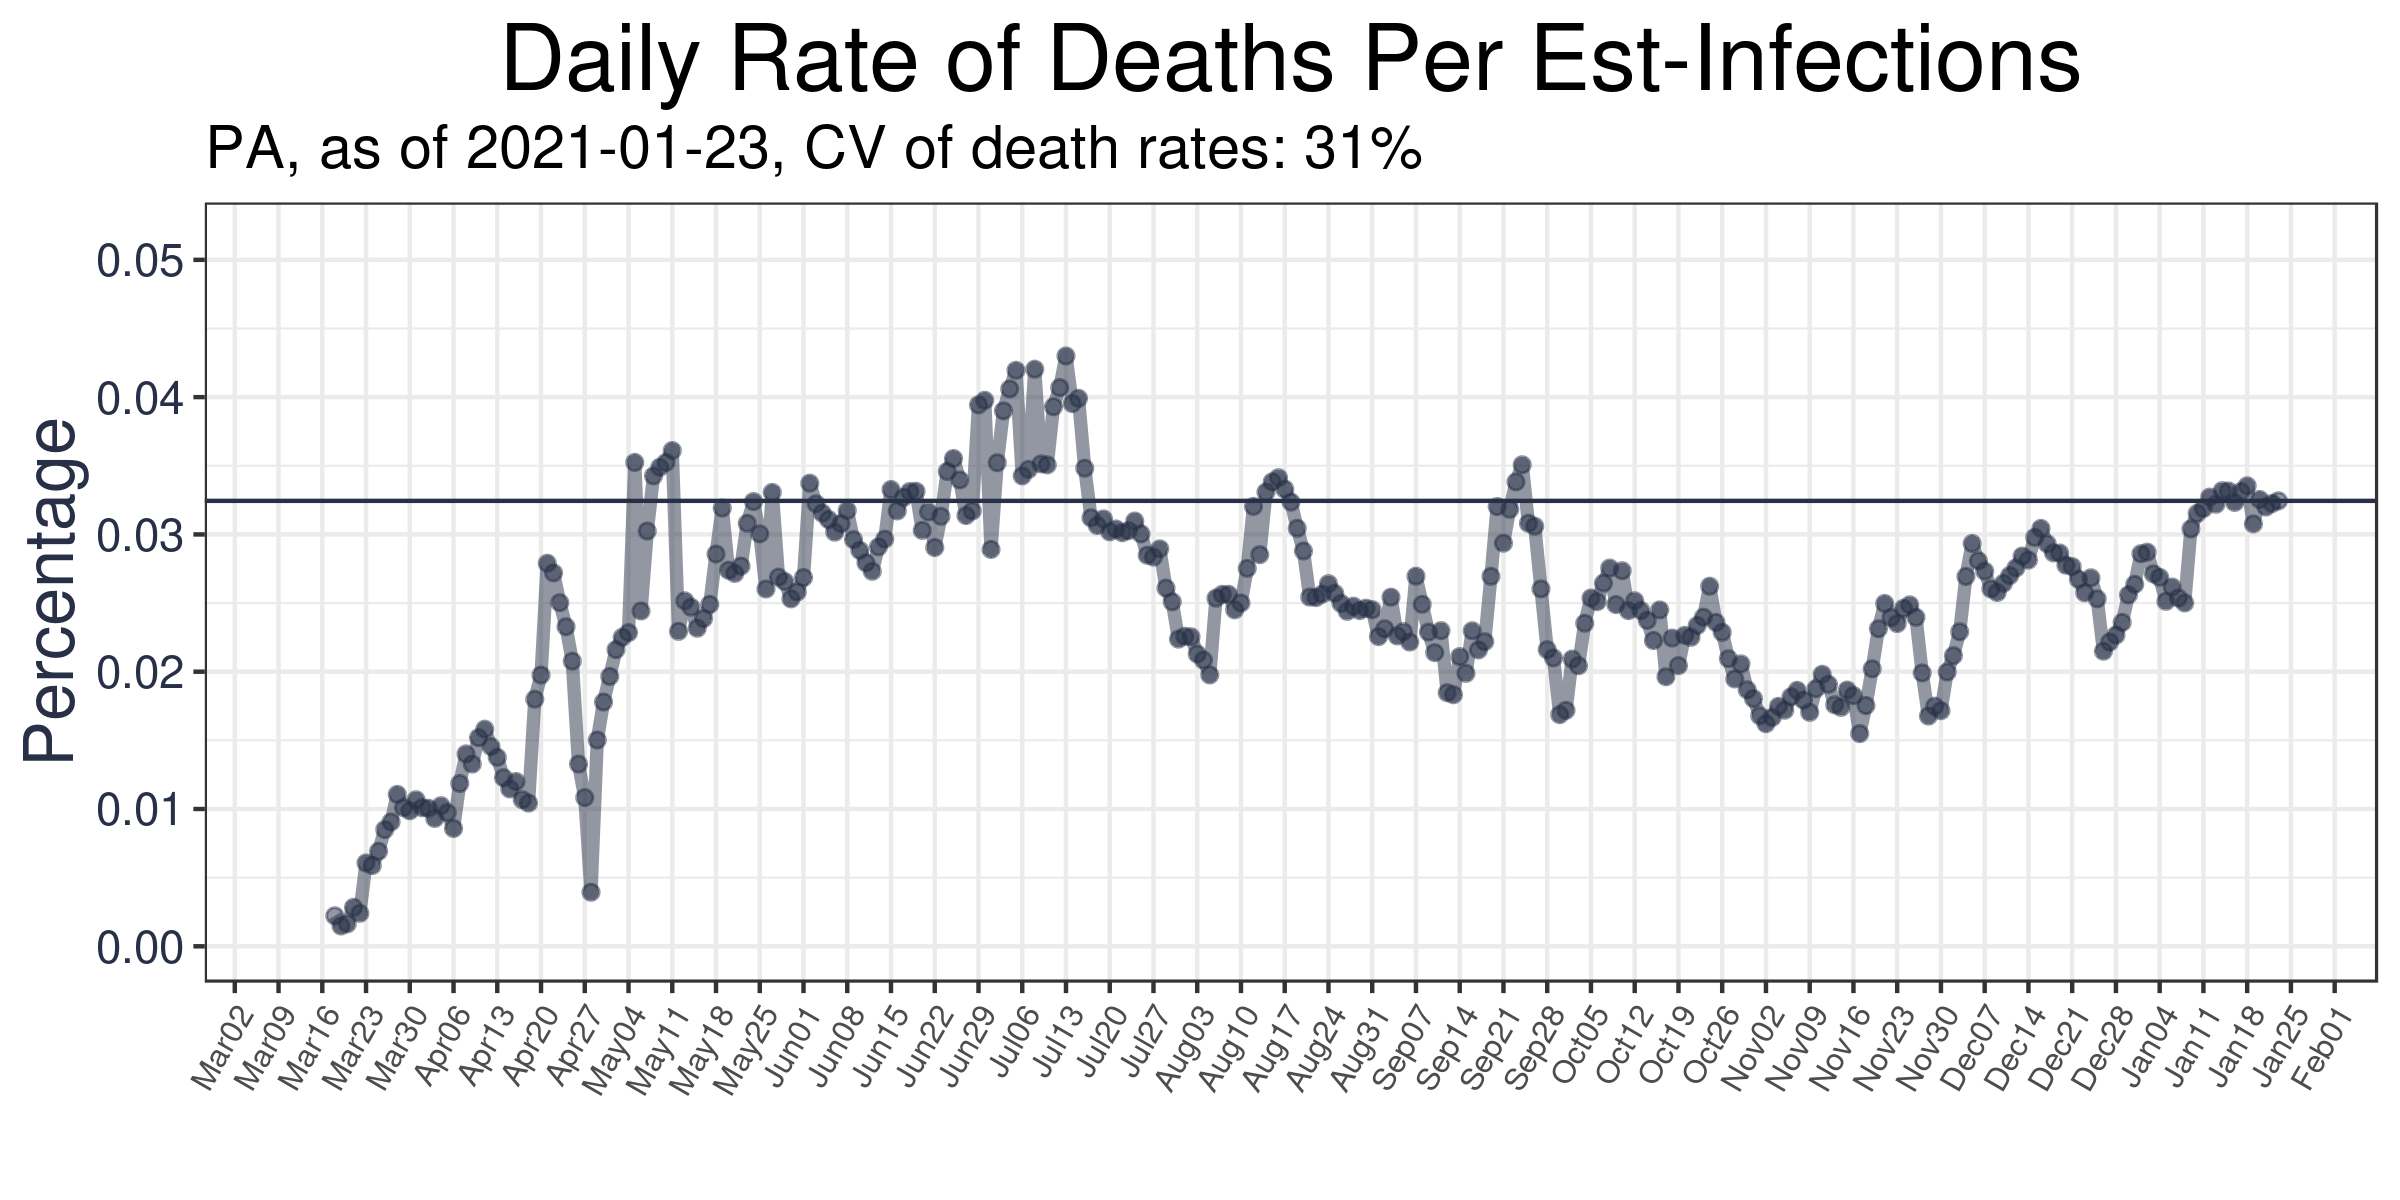 Daily Rate of Deaths Per Est-Infections
PA, as of 2021-01-23, CV of death rates: 31%
Percentage
0.05
0.04
0.03
0.02
0.01
0.00
Mar02
Mar09
Mar16
Mar23
Mar30
Apr06
Apr13
Apr20
Apr27
May04
May11
May18
May25
Jun01
Jun08
Jun15
Jun22
Jun29
Jul06
Jul13
Jul20
Jul27
Aug03
Aug10
Aug17
Aug24
Aug31
Sep07
Sep14
Sep21
Sep28
Oct05
Oct12
Oct19
Oct26
Nov02
Nov09
Nov16
Nov23
Nov30
Dec07
Dec14
Dec21
Dec28
Jan04
Jan11
Jan18
Jan25
Feb01